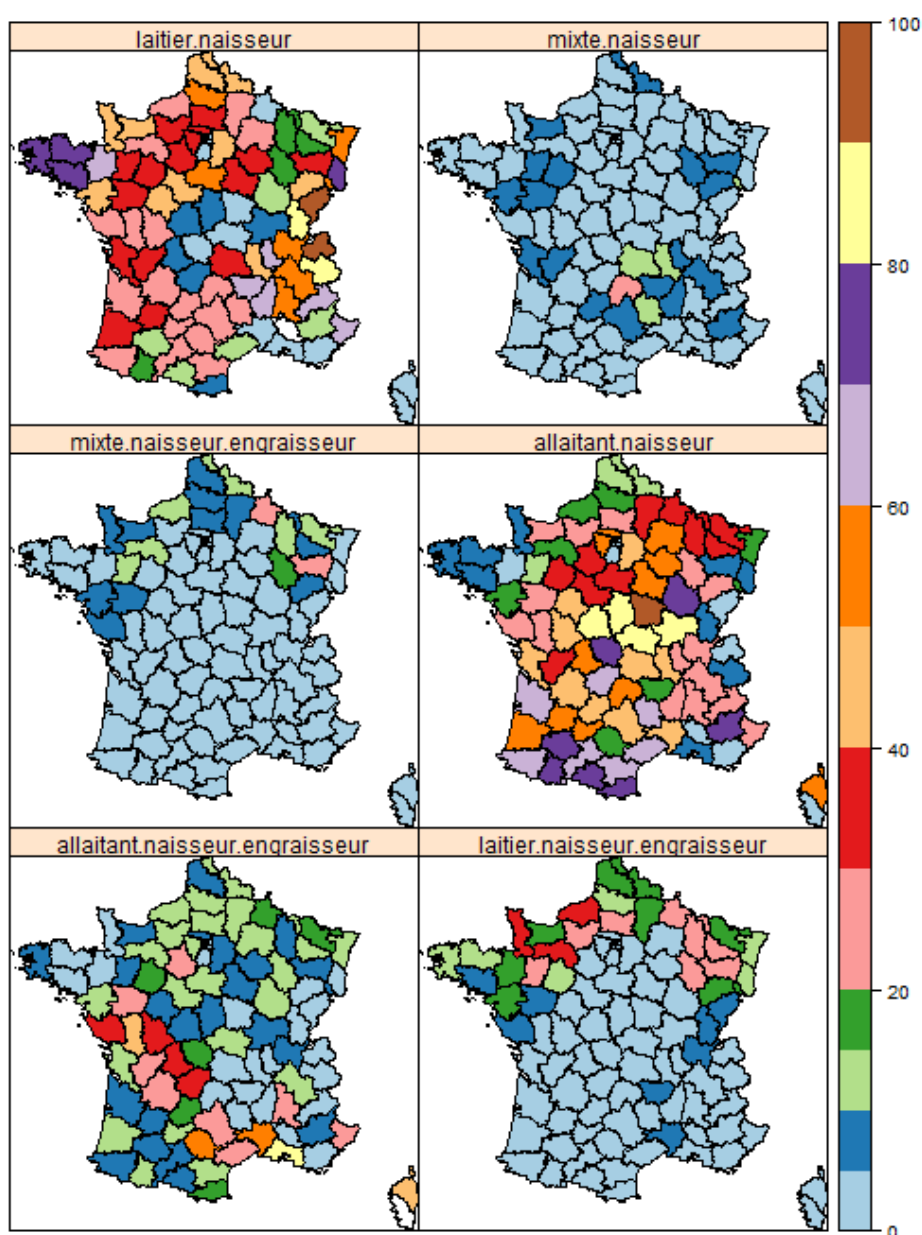 laitier.naisseur
mixte.naisseur
mixte.naisseur.engraisseur
allaitant.naisseur
allaitant.naisseur.engraisseur
laitier.naisseur.engraisseur
100
80
60
40
20
0